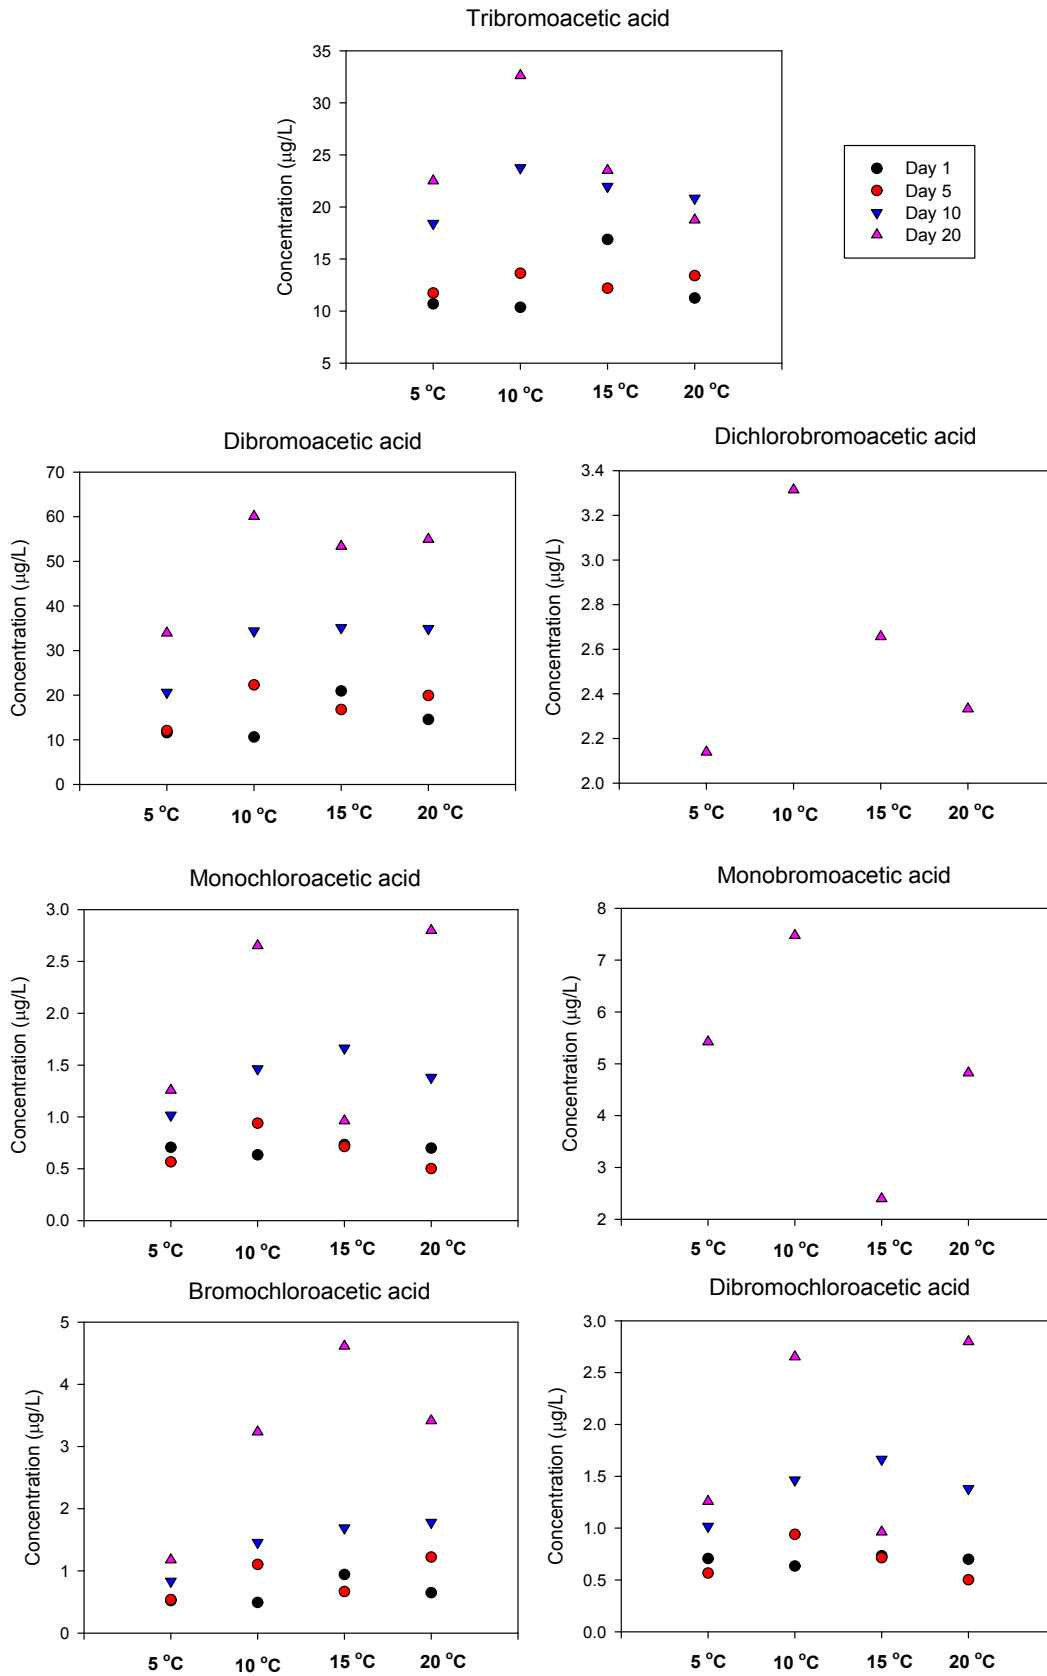 Tribromoacetic acid
Concentration (μg/L)
35
30
25
20
15
10
5
5 °C
10 °C
15 °C
20 °C
Day 1
Day 5
Day 10
Day 20
Dibromoacetic acid
Concentration (μg/L)
70
60
50
40
30
20
10
0
5 °C
10 °C
15 °C
20 °C
Dichlorobromoacetic acid
Concentration (μg/L)
3.4
3.2
3.0
2.8
2.6
2.4
2.2
2.0
5 °C
10 °C
15 °C
20 °C
Monochloroacetic acid
Concentration (μg/L)
3.0
2.5
2.0
1.5
1.0
0.5
0.0
5 °C
10 °C
15 °C
20 °C
Monobromoacetic acid
Concentration (μg/L)
8
7
6
5
4
3
2
5 °C
10 °C
15 °C
20 °C
Bromochloroacetic acid
Concentration (μg/L)
5
4
3
2
1
0
5 °C
10 °C
15 °C
20 °C
Dibromochloroacetic acid
Concentration (μg/L)
3.0
2.5
2.0
1.5
1.0
0.5
0.0
5 °C
10 °C
15 °C
20 °C